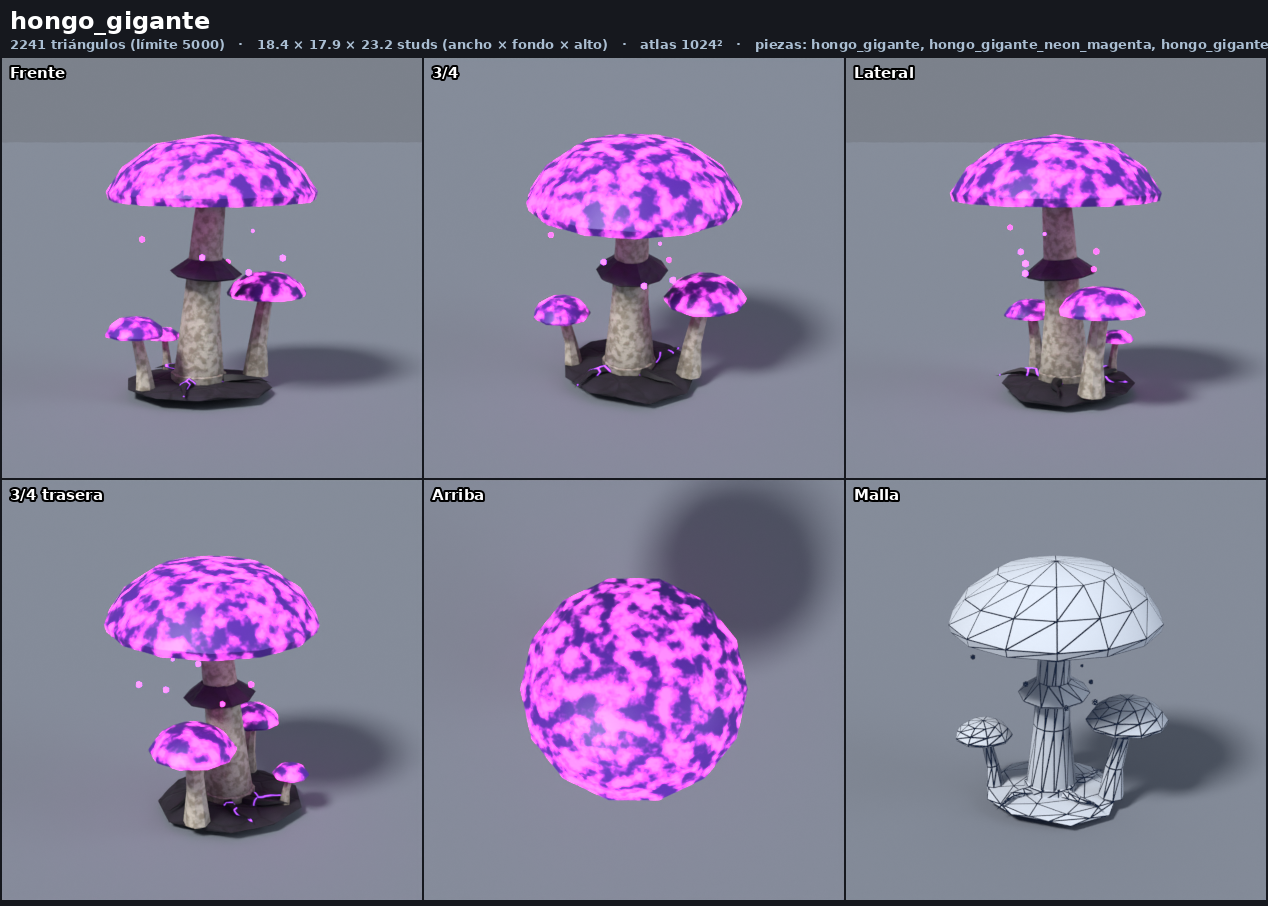 hongo_gigante
2241 triángulos (límite 5000) · 18.4 × 17.9 × 23.2 studs (ancho × fondo × alto) · atlas 1024² · piezas: hongo_gigante, hongo_gigante_neon_magenta, hongo_gigante
Frente
3/4
Lateral
3/4 trasera
Arriba
Malla